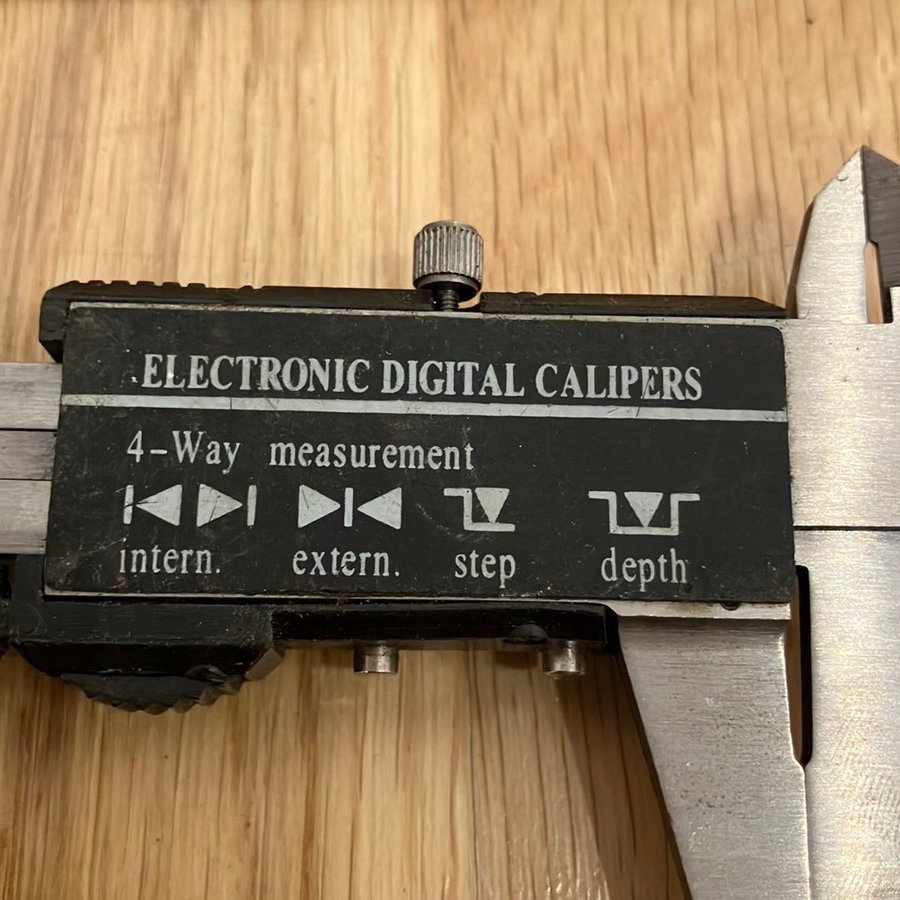 ELECTRONIC DIGITAL CALIPERS
4-Way measurement
intern. extern. step depth